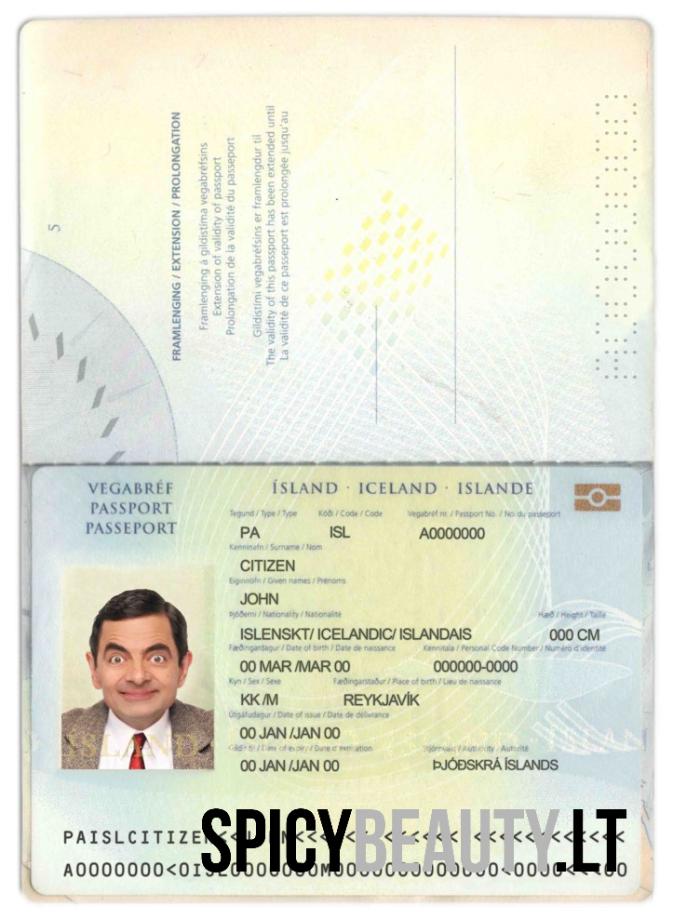 5
FRAMLENGING / EXTENSION / PROLONGATION
Framlenging á gildistíma vegabréfsins
Extension of validity of passport
Prolongation de la validité du passeport
Gildistími vegabréfsins er framlengdur til
The validity of this passport has been extended until
La validité de ce passeport est prolongée jusqu'au
VEGABRÉF
PASSPORT
PASSEPORT
ÍSLAND · ICELAND · ISLANDE
Tegund / Type / Type Kóði / Code / Code Vegabréf nr. / Passport No. / No du passeport
PA ISL A0000000
Kenninafn / Surname / Nom
CITIZEN
Eiginnöfn / Given names / Prénoms
JOHN
Þjóðerni / Nationality / Nationalité Hæð / Height / Taille
ISLENSKT/ ICELANDIC/ ISLANDAIS 000 CM
Fæðingardagur / Date of birth / Date de naissance Kennitala / Personal Code Number / Numéro d'identité
00 MAR /MAR 00 000000-0000
Kyn / Sex / Sexe Fæðingarstaður / Place of birth / Lieu de naissance
KK /M REYKJAVÍK
Útgáfudagur / Date of issue / Date de délivrance
00 JAN /JAN 00
/ Date of expiry / Date d'expiration / Authority / Autorité
00 JAN /JAN 00 ÞJÓÐSKRÁ ÍSLANDS
ÍSLAND
SPICYBEAUTY.LT
PAISLCITIZE
A0000000<0ISL